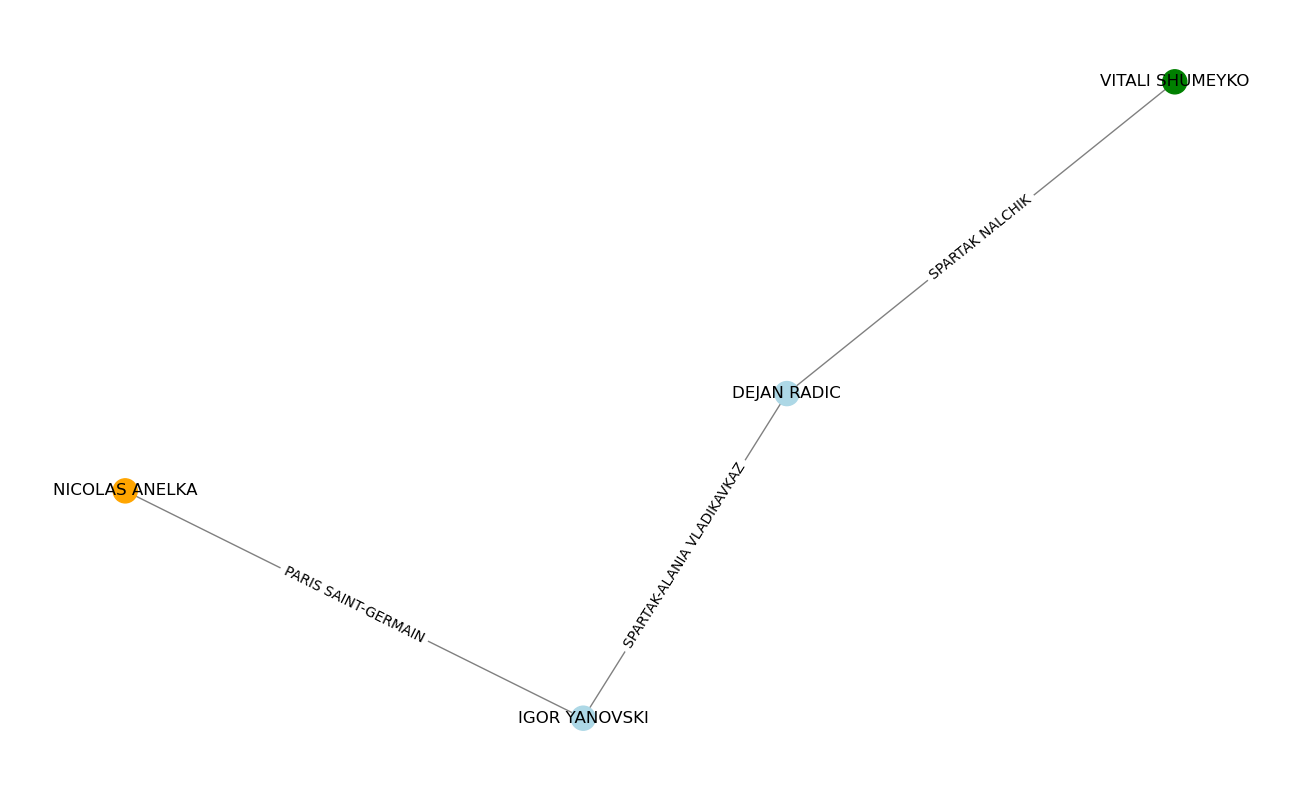 VITALI SHUMEYKO
SPARTAK NALCHIK
DEJAN RADIC
SPARTAK-ALANIA VLADIKAVKAZ
NICOLAS ANELKA
PARIS SAINT-GERMAIN
IGOR YANOVSKI